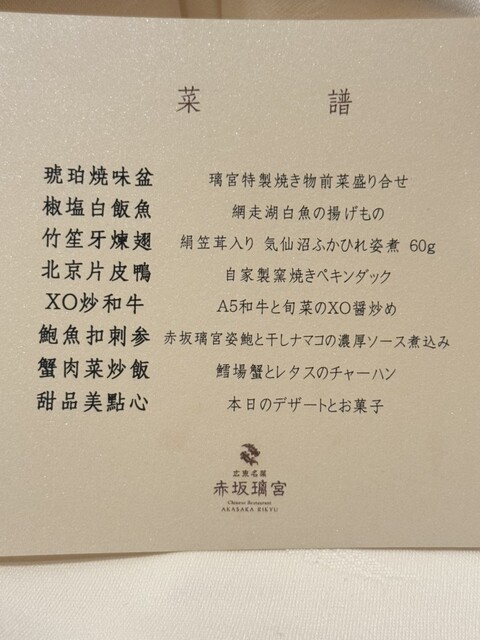 菜 譜
琥珀燒味盆 璃宮特製焼き物前菜盛り合せ
椒塩白飯魚 網走湖白魚の揚げもの
竹笙牙煉翅 絹笠茸入り 気仙沼ふかひれ姿煮 60g
北京片皮鴨 自家製窯焼きペキンダック
XO炒和牛 A5和牛と旬菜のXO醤炒め
鮑魚扣刺参 赤坂璃宮姿鮑と干しナマコの濃厚ソース煮込み
蟹肉菜炒飯 鱈場蟹とレタスのチャーハン
甜品美點心 本日のデザートとお菓子
広東名菜
赤坂璃宮
Chinese Restaurant
AKASAKA RIKYU